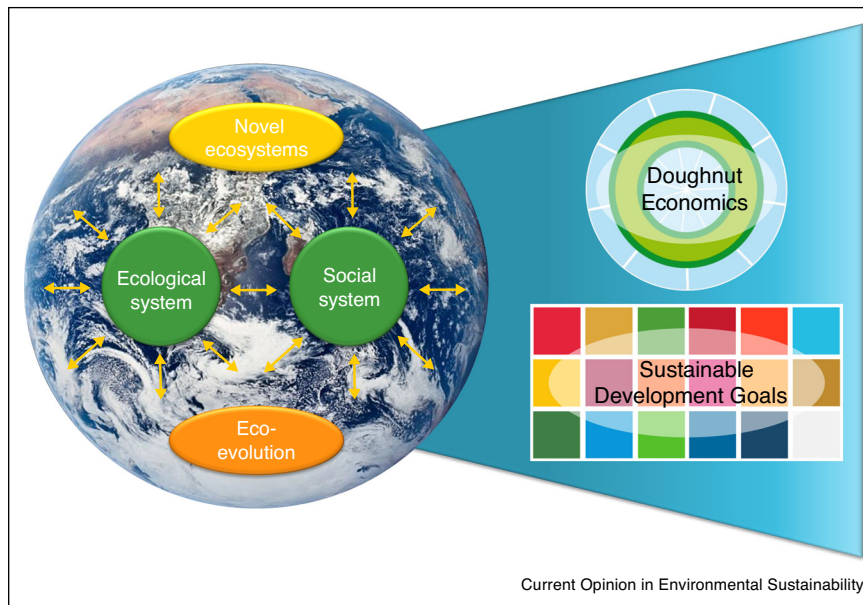 Novel
ecosystems
Ecological
system
Social
system
Eco-
evolution
Doughnut
Economics
Sustainable
Development Goals
Current Opinion in Environmental Sustainability